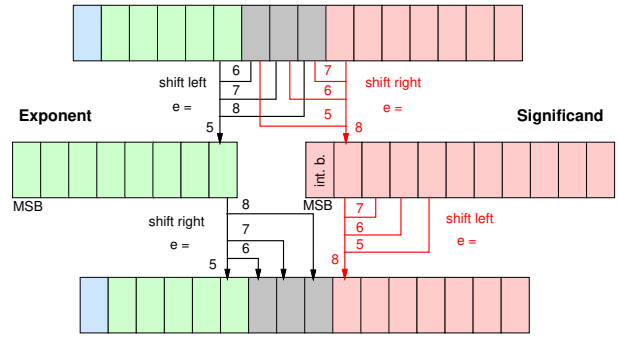 6
7
shift left
shift right
7
6
e =
e =
8
5
Exponent
Significand
5
8
int. b.
MSB
MSB
8
7
shift right
shift left
7
6
e =
e =
6
5
5
8